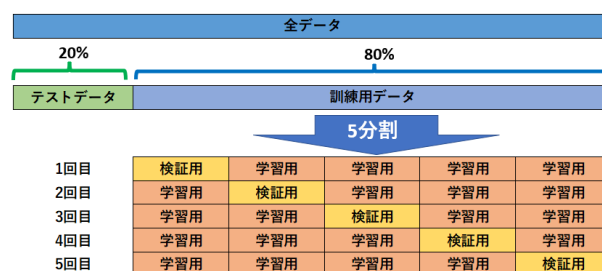 全データ
20% 80%
テストデータ 訓練用データ
5分割
1回目 検証用 学習用 学習用 学習用 学習用
2回目 学習用 検証用 学習用 学習用 学習用
3回目 学習用 学習用 検証用 学習用 学習用
4回目 学習用 学習用 学習用 検証用 学習用
5回目 学習用 学習用 学習用 学習用 検証用